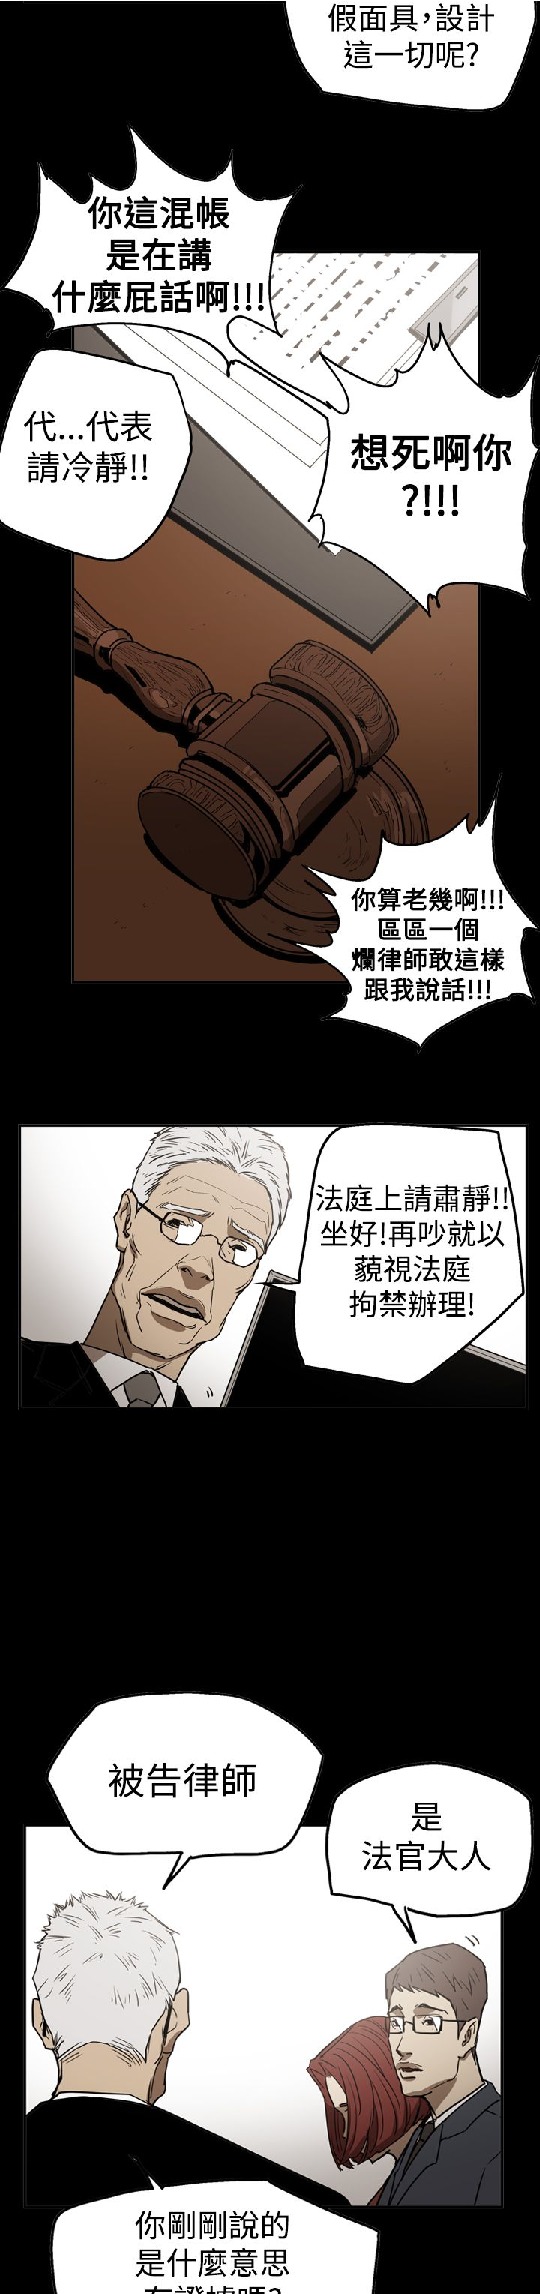 假面具，設計
這一切呢?
你這混帳
是在講
什麼屁話啊!!!
代...代表
請冷靜!!
想死啊你
?!!!
你算老幾啊!!!
區區一個
爛律師敢這樣
跟我說話!!!
法庭上請肅靜!!
坐好!再吵就以
藐視法庭
拘禁辦理!
被告律師
是
法官大人
你剛剛說的
是什麼意思
有證據嗎?